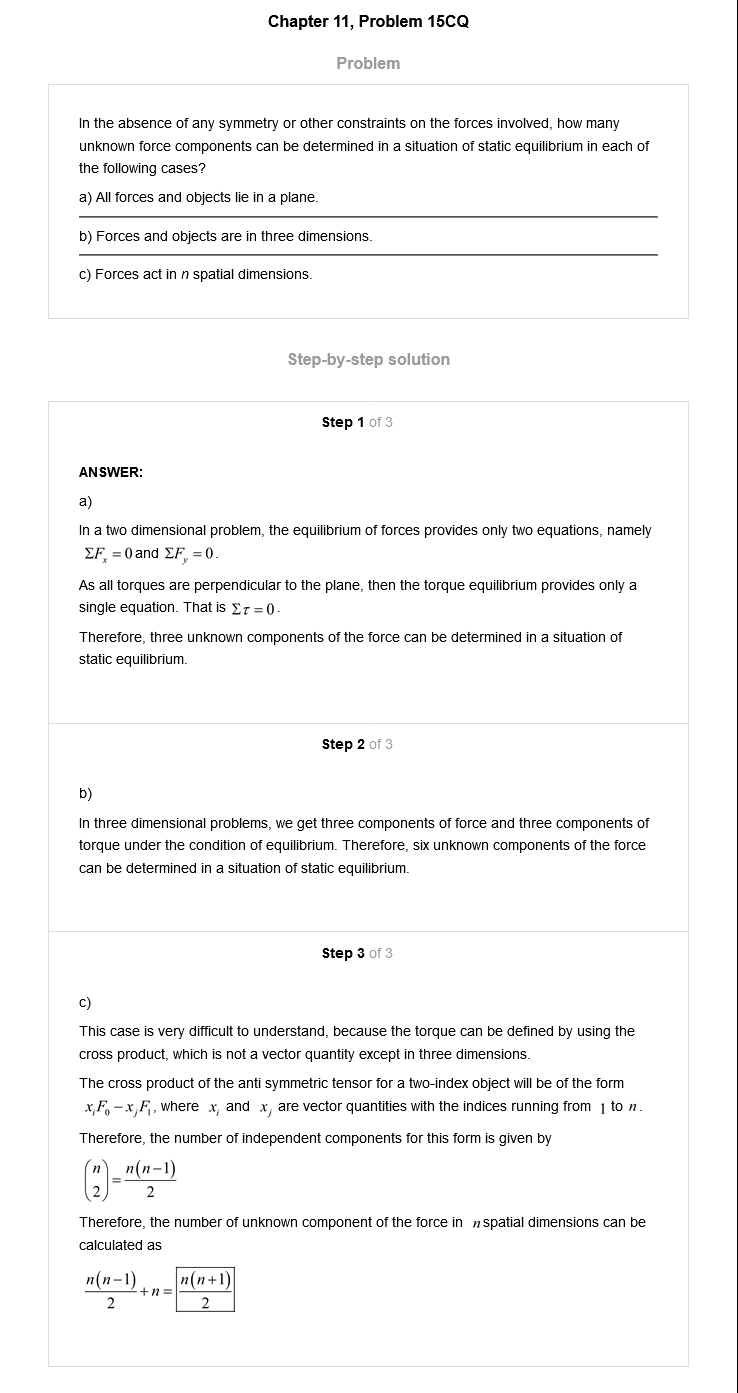 Chapter 11, Problem 15CQ
Problem
In the absence of any symmetry or other constraints on the forces involved, how many
unknown force components can be determined in a situation of static equilibrium in each of
the following cases?
a) All forces and objects lie in a plane.
b) Forces and objects are in three dimensions.
c) Forces act in n spatial dimensions.
Step-by-step solution
Step 1 of 3
ANSWER:
a)
In a two dimensional problem, the equilibrium of forces provides only two equations, namely
ΣFₓ = 0 and ΣF_y = 0.
As all torques are perpendicular to the plane, then the torque equilibrium provides only a
single equation. That is Στ = 0.
Therefore, three unknown components of the force can be determined in a situation of
static equilibrium.
Step 2 of 3
b)
In three dimensional problems, we get three components of force and three components of
torque under the condition of equilibrium. Therefore, six unknown components of the force
can be determined in a situation of static equilibrium.
Step 3 of 3
c)
This case is very difficult to understand, because the torque can be defined by using the
cross product, which is not a vector quantity except in three dimensions.
The cross product of the anti symmetric tensor for a two-index object will be of the form
x_i F_0 − x_j F_1, where x_i and x_j are vector quantities with the indices running from 1 to n.
Therefore, the number of independent components for this form is given by
(n 2) = n(n−1)/2
Therefore, the number of unknown component of the force in n spatial dimensions can be
calculated as
n(n−1)/2 + n = n(n+1)/2